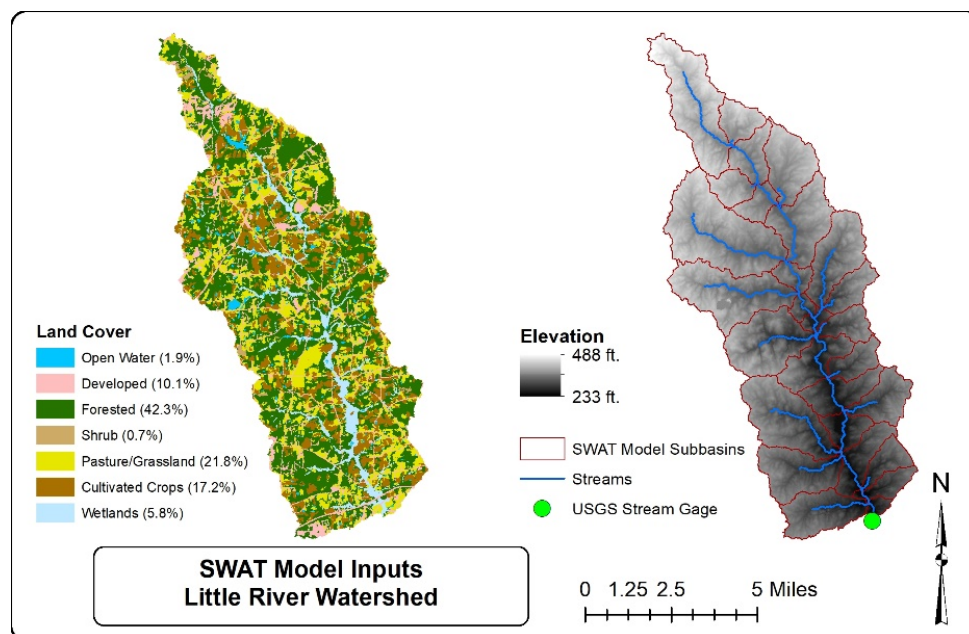 Land Cover
Open Water (1.9%)
Developed (10.1%)
Forested (42.3%)
Shrub (0.7%)
Pasture/Grassland (21.8%)
Cultivated Crops (17.2%)
Wetlands (5.8%)
SWAT Model Inputs
Little River Watershed
Elevation
488 ft.
233 ft.
SWAT Model Subbasins
Streams
USGS Stream Gage
0 1.25 2.5 5 Miles
N